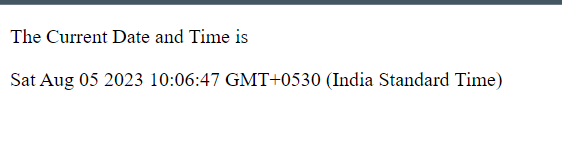 The Current Date and Time is
Sat Aug 05 2023 10:06:47 GMT+0530 (India Standard Time)